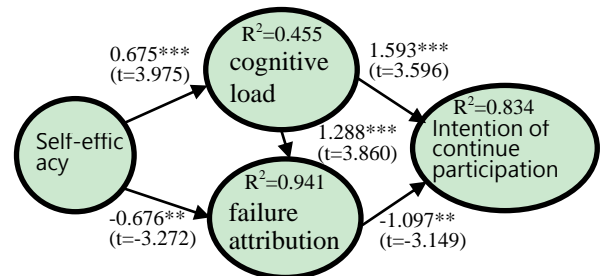 R²=0.455
cognitive
load
0.675***
(t=3.975)
1.593***
(t=3.596)
Self-effic
acy
1.288***
(t=3.860)
R²=0.834
Intention of
continue
participation
R²=0.941
failure
attribution
-0.676**
(t=-3.272)
-1.097**
(t=-3.149)